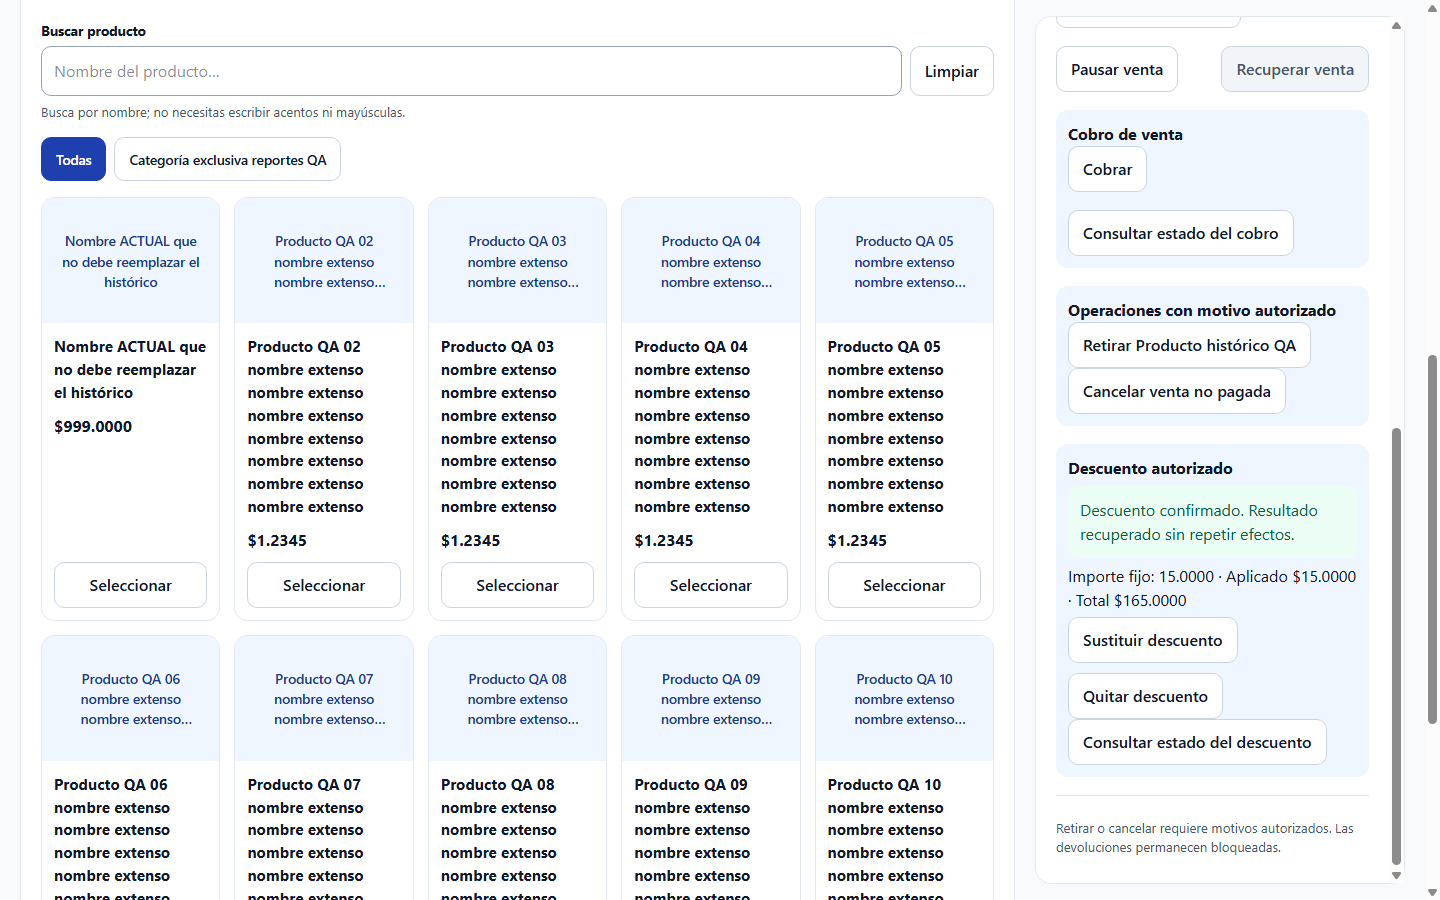 Buscar producto
Nombre del producto...
Limpiar
Busca por nombre; no necesitas escribir acentos ni mayúsculas.
Todas
Categoría exclusiva reportes QA
Nombre ACTUAL que
no debe reemplazar el
histórico
Nombre ACTUAL que
no debe reemplazar
el histórico
$999.0000
Seleccionar
Producto QA 02
nombre extenso
nombre extenso...
Producto QA 02
nombre extenso
nombre extenso
nombre extenso
nombre extenso
nombre extenso
nombre extenso
nombre extenso
$1.2345
Seleccionar
Producto QA 03
nombre extenso
nombre extenso...
Producto QA 03
nombre extenso
nombre extenso
nombre extenso
nombre extenso
nombre extenso
nombre extenso
nombre extenso
$1.2345
Seleccionar
Producto QA 04
nombre extenso
nombre extenso...
Producto QA 04
nombre extenso
nombre extenso
nombre extenso
nombre extenso
nombre extenso
nombre extenso
nombre extenso
$1.2345
Seleccionar
Producto QA 05
nombre extenso
nombre extenso...
Producto QA 05
nombre extenso
nombre extenso
nombre extenso
nombre extenso
nombre extenso
nombre extenso
nombre extenso
$1.2345
Seleccionar
Producto QA 06
nombre extenso
nombre extenso...
Producto QA 06
nombre extenso
nombre extenso
nombre extenso
nombre extenso
nombre extenso
Producto QA 07
nombre extenso
nombre extenso...
Producto QA 07
nombre extenso
nombre extenso
nombre extenso
nombre extenso
nombre extenso
Producto QA 08
nombre extenso
nombre extenso...
Producto QA 08
nombre extenso
nombre extenso
nombre extenso
nombre extenso
nombre extenso
Producto QA 09
nombre extenso
nombre extenso...
Producto QA 09
nombre extenso
nombre extenso
nombre extenso
nombre extenso
nombre extenso
Producto QA 10
nombre extenso
nombre extenso...
Producto QA 10
nombre extenso
nombre extenso
nombre extenso
nombre extenso
nombre extenso
Pausar venta
Recuperar venta
Cobro de venta
Cobrar
Consultar estado del cobro
Operaciones con motivo autorizado
Retirar Producto histórico QA
Cancelar venta no pagada
Descuento autorizado
Descuento confirmado. Resultado
recuperado sin repetir efectos.
Importe fijo: 15.0000 · Aplicado $15.0000
· Total $165.0000
Sustituir descuento
Quitar descuento
Consultar estado del descuento
Retirar o cancelar requiere motivos autorizados. Las
devoluciones permanecen bloqueadas.